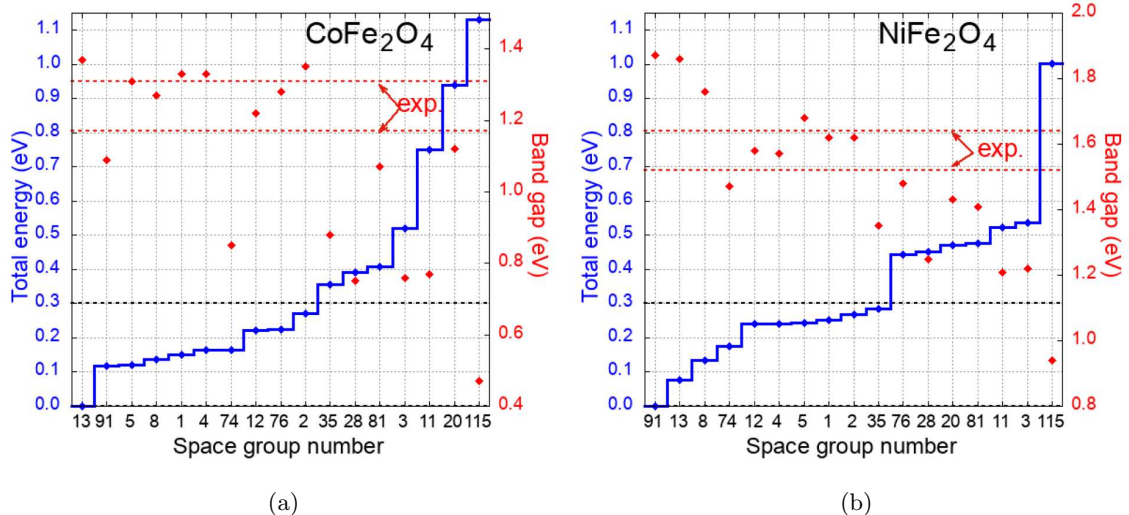 CoFe2O4
exp.
Total energy (eV)
1.1
1.0
0.9
0.8
0.7
0.6
0.5
0.4
0.3
0.2
0.1
0.0
Band gap (eV)
1.4
1.2
1.0
0.8
0.6
0.4
13 91 5 8 1 4 74 12 76 2 35 28 81 3 11 20 115
Space group number
(a)
NiFe2O4
exp.
Total energy (eV)
1.1
1.0
0.9
0.8
0.7
0.6
0.5
0.4
0.3
0.2
0.1
0.0
Band gap (eV)
2.0
1.8
1.6
1.4
1.2
1.0
0.8
91 13 8 74 12 4 5 1 2 35 76 28 20 81 11 3 115
Space group number
(b)